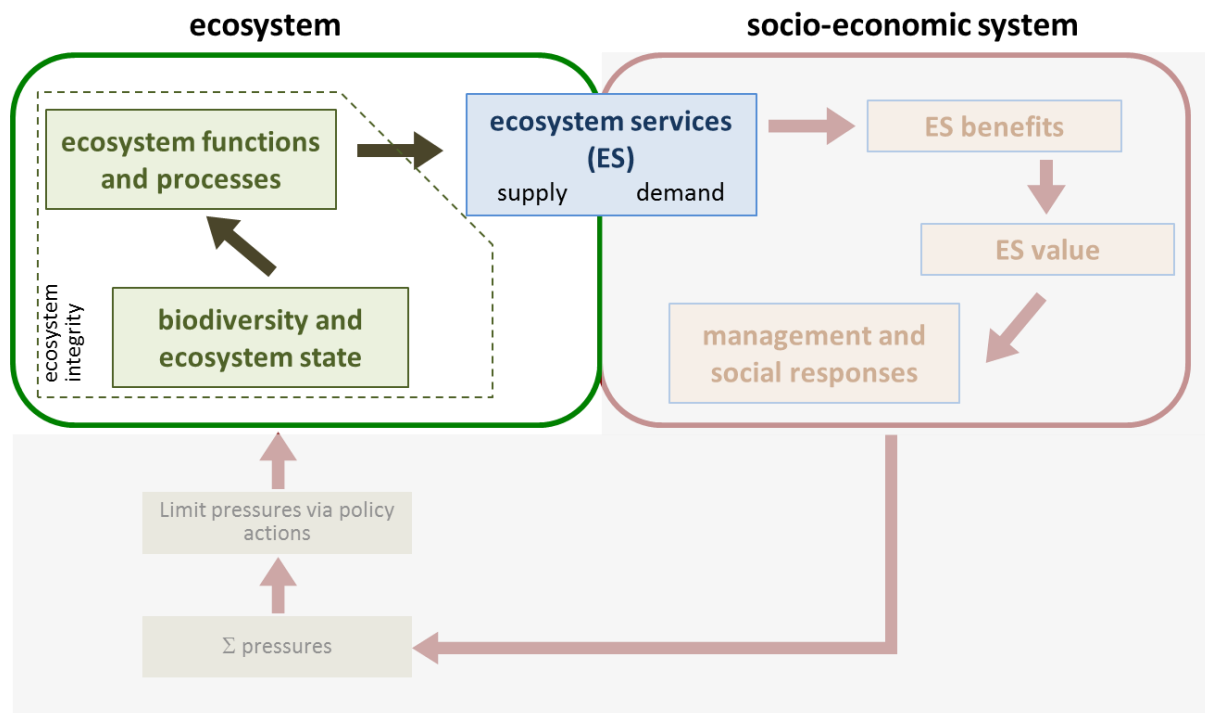 ecosystem
socio-economic system
ecosystem functions
and processes
ecosystem services
(ES)
supply demand
ES benefits
ES value
biodiversity and
ecosystem state
ecosystem
integrity
management and
social responses
Limit pressures via policy
actions
Σ pressures